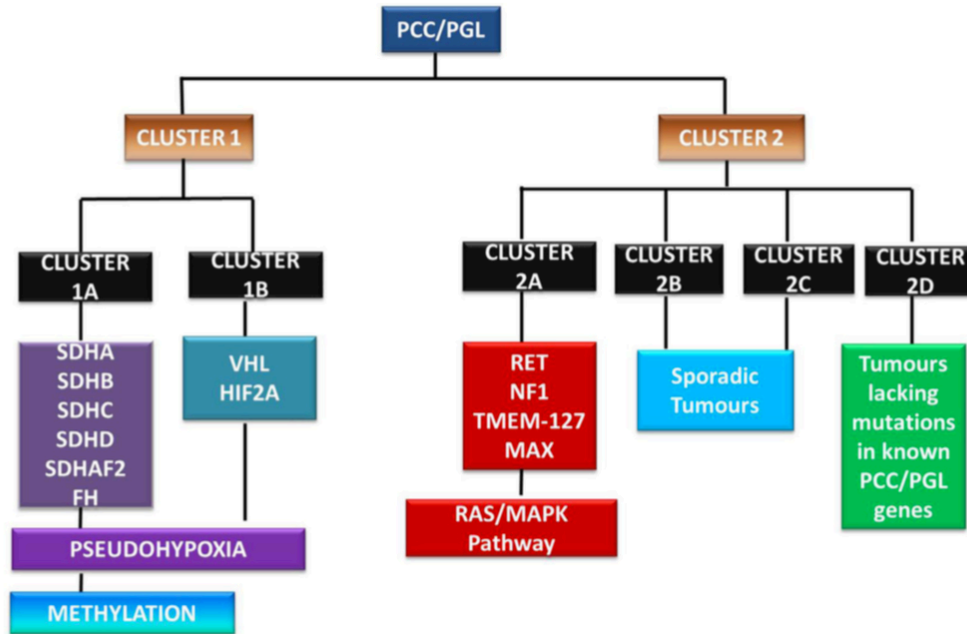 PCC/PGL
CLUSTER 1
CLUSTER 2
CLUSTER
1A
CLUSTER
1B
CLUSTER
2A
CLUSTER
2B
CLUSTER
2C
CLUSTER
2D
SDHA
SDHB
SDHC
SDHD
SDHAF2
FH
VHL
HIF2A
RET
NF1
TMEM-127
MAX
Sporadic
Tumours
Tumours
lacking
mutations
in known
PCC/PGL
genes
RAS/MAPK
Pathway
PSEUDOHYPOXIA
METHYLATION